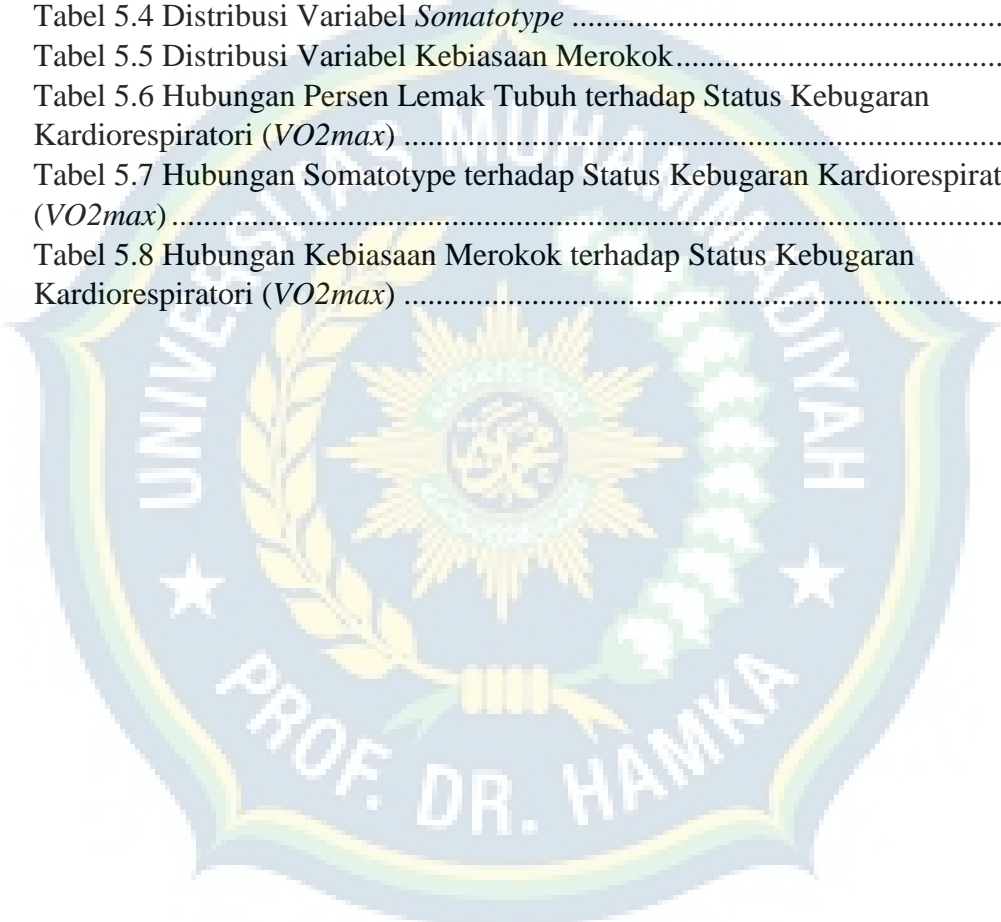 Tabel 5.4 Distribusi Variabel Somatotype ..........................................................
Tabel 5.5 Distribusi Variabel Kebiasaan Merokok..........................................
Tabel 5.6 Hubungan Persen Lemak Tubuh terhadap Status Kebugaran
Kardiorespiratori (VO2max) ................................................................................
Tabel 5.7 Hubungan Somatotype terhadap Status Kebugaran Kardiorespirat
(VO2max) ..............................................................................................................
Tabel 5.8 Hubungan Kebiasaan Merokok terhadap Status Kebugaran
Kardiorespiratori (VO2max) ................................................................................
UNIVERSITAS MUHAMMADIYAH
PROF. DR. HAMKA